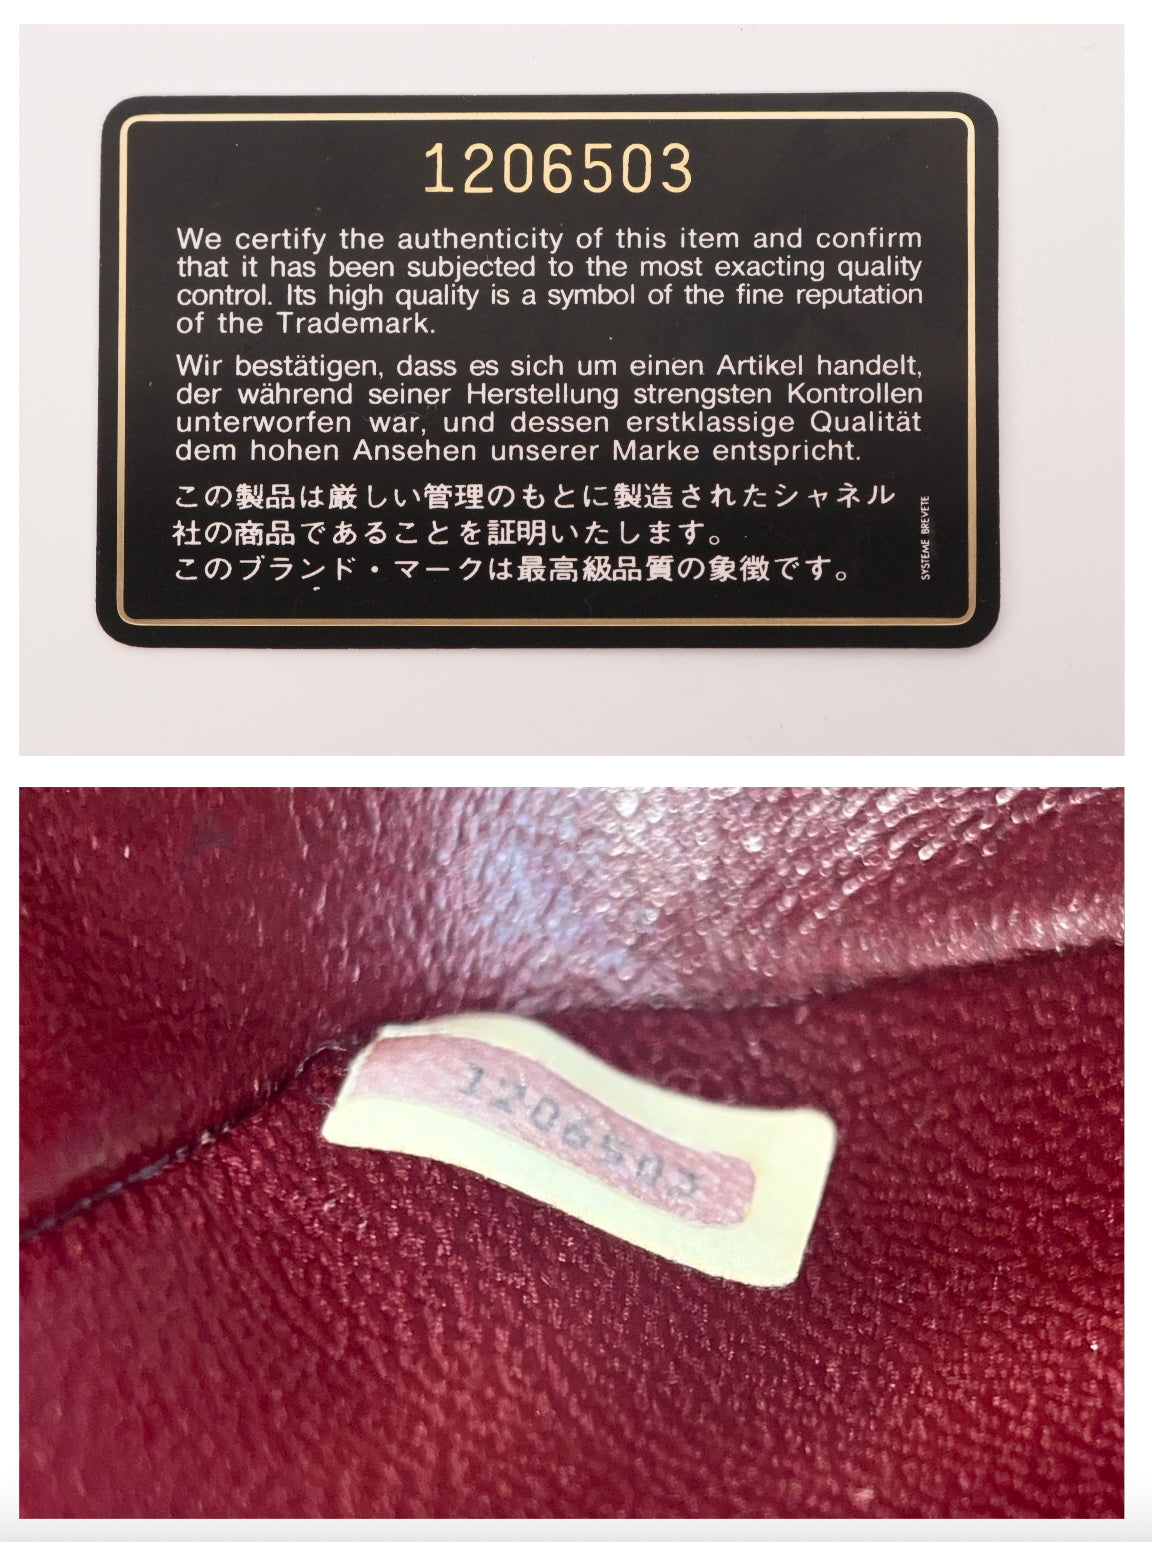 1206503
We certify the authenticity of this item and confirm
that it has been subjected to the most exacting quality
control. Its high quality is a symbol of the fine reputation
of the Trademark.
Wir bestätigen, dass es sich um einen Artikel handelt,
der während seiner Herstellung strengsten Kontrollen
unterworfen war, und dessen erstklassige Qualität
dem hohen Ansehen unserer Marke entspricht.
この製品は厳しい管理のもとに製造されたシャネル
社の商品であることを証明いたします。
このブランド・マークは最高級品質の象徴です。
SYSTEME BREVETE
1206503